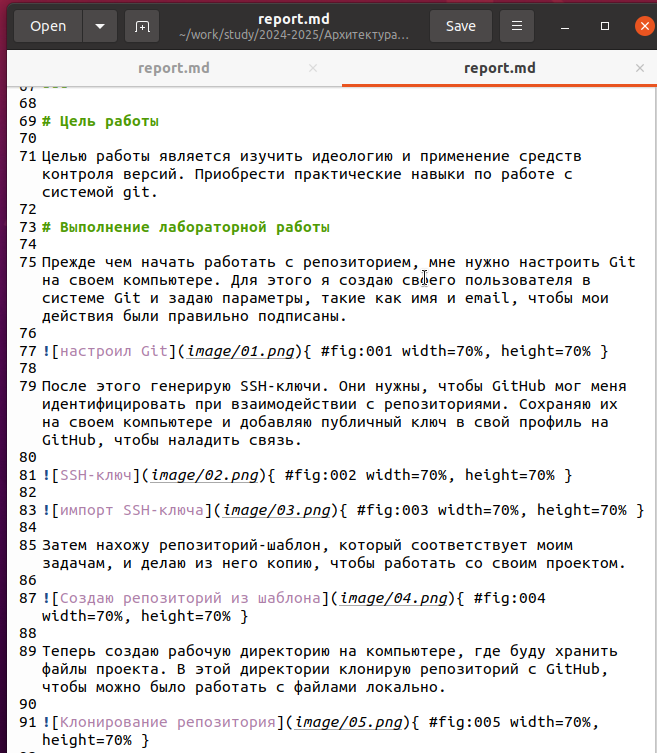 Open
report.md
~/work/study/2024-2025/Архитектура...
Save
report.md
report.md
67 ---
68
69 # Цель работы
70
71 Целью работы является изучить идеологию и применение средств
контроля версий. Приобрести практические навыки по работе с
системой git.
72
73 # Выполнение лабораторной работы
74
75 Прежде чем начать работать с репозиторием, мне нужно настроить Git
на своем компьютере. Для этого я создаю своего пользователя в
системе Git и задаю параметры, такие как имя и email, чтобы мои
действия были правильно подписаны.
76
77 ![настроил Git](image/01.png){ #fig:001 width=70%, height=70% }
78
79 После этого генерирую SSH-ключи. Они нужны, чтобы GitHub мог меня
идентифицировать при взаимодействии с репозиториями. Сохраняю их
на своем компьютере и добавляю публичный ключ в свой профиль на
GitHub, чтобы наладить связь.
80
81 ![SSH-ключ](image/02.png){ #fig:002 width=70%, height=70% }
82
83 ![импорт SSH-ключа](image/03.png){ #fig:003 width=70%, height=70% }
84
85 Затем нахожу репозиторий-шаблон, который соответствует моим
задачам, и делаю из него копию, чтобы работать со своим проектом.
86
87 ![Создаю репозиторий из шаблона](image/04.png){ #fig:004
width=70%, height=70% }
88
89 Теперь создаю рабочую директорию на компьютере, где буду хранить
файлы проекта. В этой директории клонирую репозиторий с GitHub,
чтобы можно было работать с файлами локально.
90
91 ![Клонирование репозитория](image/05.png){ #fig:005 width=70%,
height=70% }